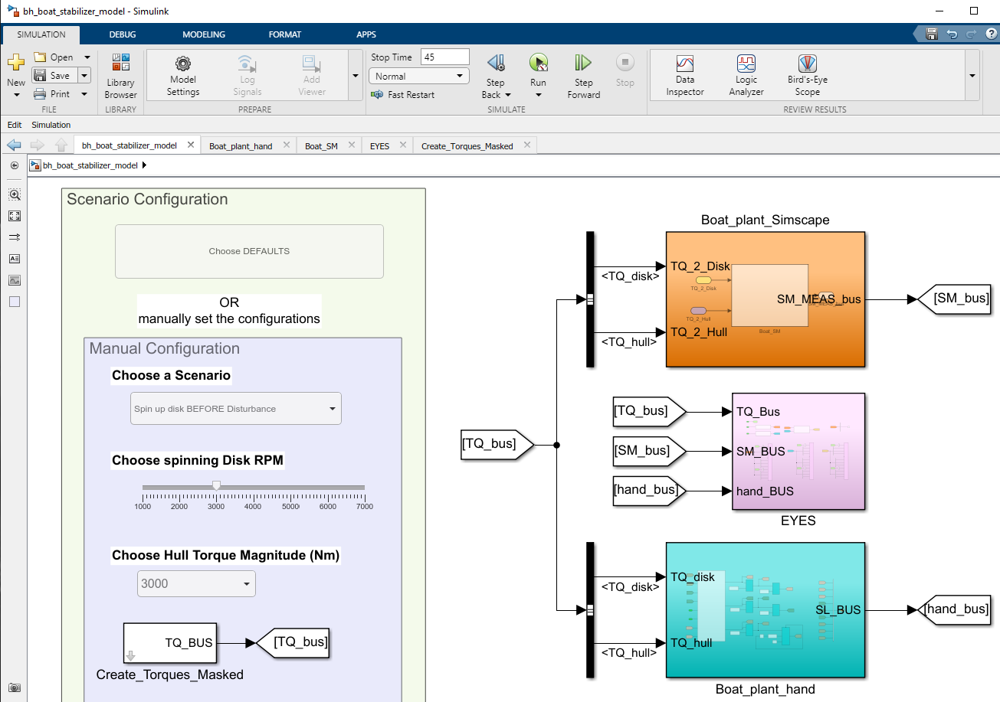 bh_boat_stabilizer_model - Simulink
SIMULATION DEBUG MODELING FORMAT APPS
New
Open
Save
Print
FILE
Library
Browser
LIBRARY
Model
Settings
Log
Signals
Add
Viewer
PREPARE
Stop Time 45
Normal
Fast Restart
Step
Back
Run
Step
Forward
Stop
SIMULATE
Data
Inspector
Logic
Analyzer
Bird's-Eye
Scope
REVIEW RESULTS
Edit Simulation
bh_boat_stabilizer_model Boat_plant_hand Boat_SM EYES Create_Torques_Masked
bh_boat_stabilizer_model
Scenario Configuration
Choose DEFAULTS
OR
manually set the configurations
Manual Configuration
Choose a Scenario
Spin up disk BEFORE Disturbance
Choose spinning Disk RPM
1000 2000 3000 4000 5000 6000 7000
Choose Hull Torque Magnitude (Nm)
3000
TQ_BUS
[TQ_bus]
Create_Torques_Masked
[TQ_bus]
Boat_plant_Simscape
<TQ_disk>
<TQ_hull>
TQ_2_Disk
TQ_2_Disk
SM_MEAS_bus
TQ_2_Hull
TQ_2_Hull
Boat_SM
[SM_bus]
[TQ_bus]
[SM_bus]
[hand_bus]
TQ_Bus
SM_BUS
hand_BUS
EYES
<TQ_disk>
<TQ_hull>
TQ_disk
SL_BUS
TQ_hull
[hand_bus]
Boat_plant_hand